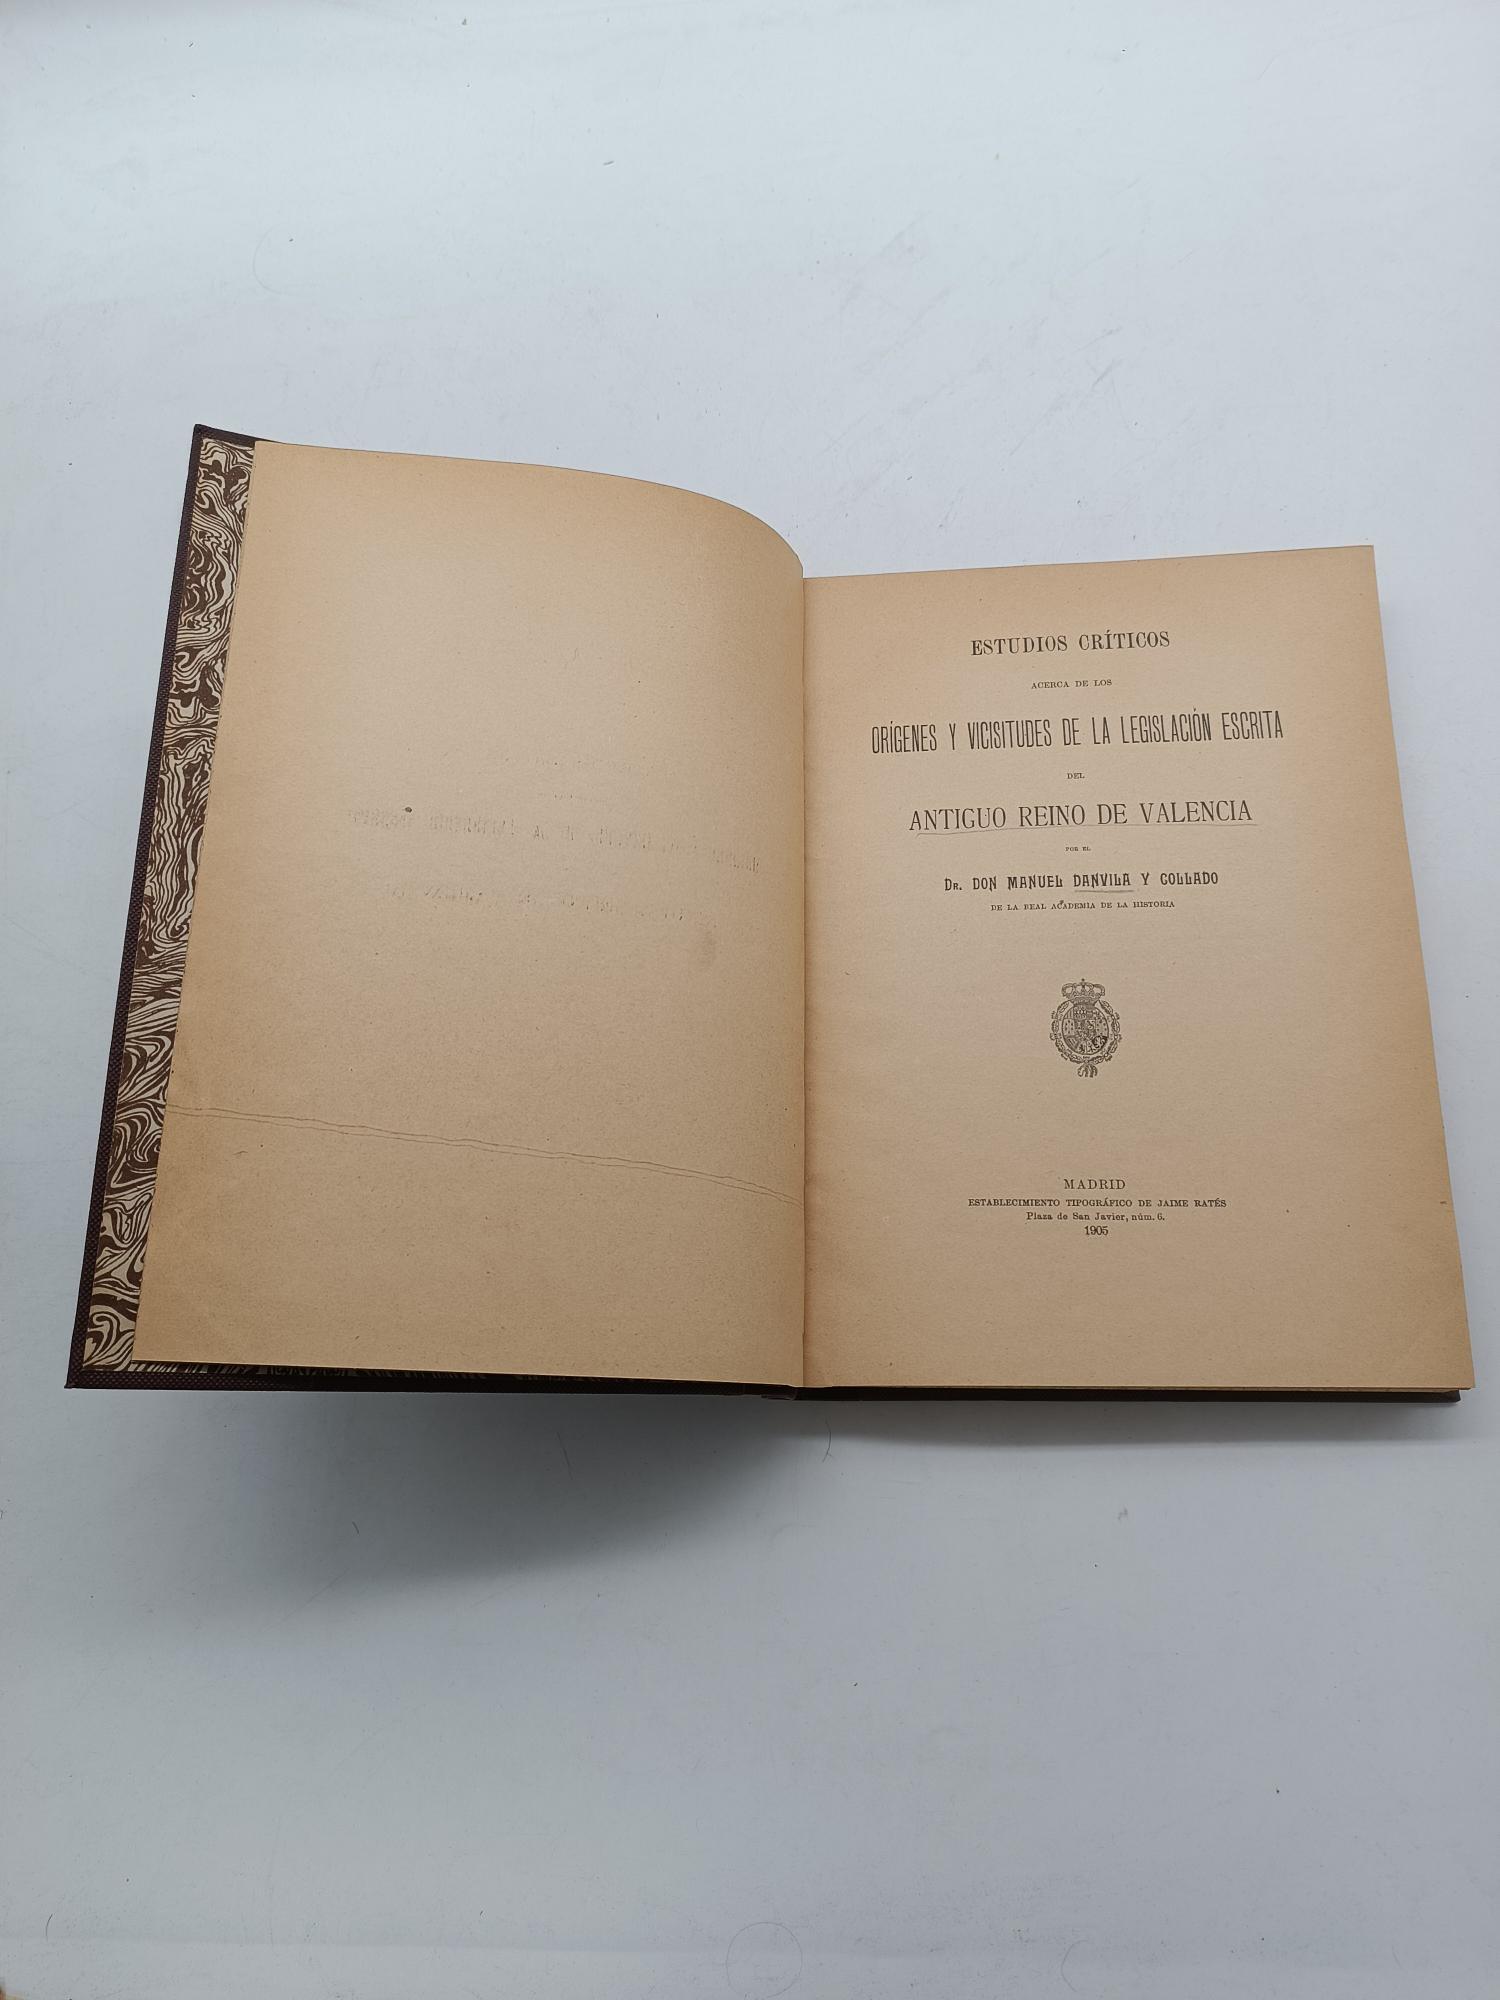 ESTUDIOS CRÍTICOS
ACERCA DE LOS
ORÍGENES Y VICISITUDES DE LA LEGISLACIÓN ESCRITA
DEL
ANTIGUO REINO DE VALENCIA
POR EL
DR. DON MANUEL DANVILA Y COLLADO
DE LA REAL ACADEMIA DE LA HISTORIA
MADRID
ESTABLECIMIENTO TIPOGRÁFICO DE JAIME RATÉS
Plaza de San Javier, núm. 6.
1905